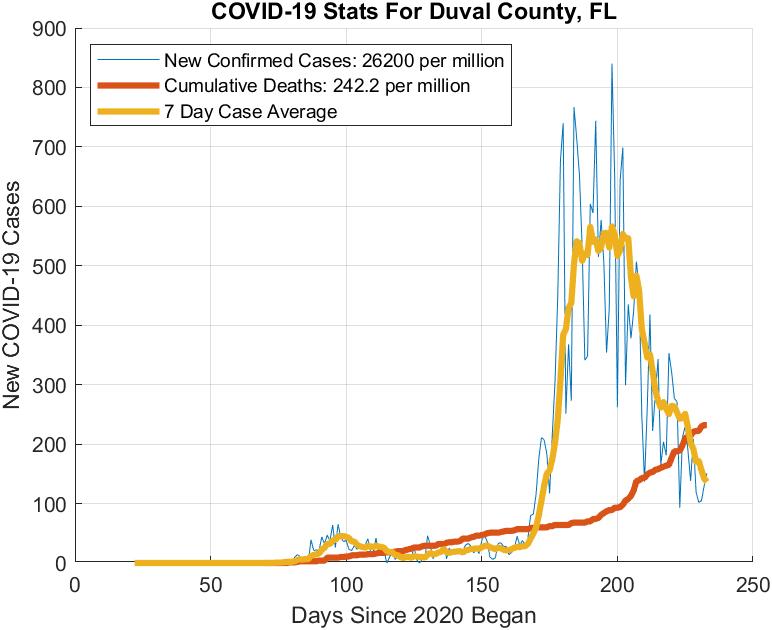 COVID-19 Stats For Duval County, FL
New Confirmed Cases: 26200 per million
Cumulative Deaths: 242.2 per million
7 Day Case Average
New COVID-19 Cases
900
800
700
600
500
400
300
200
100
0
0 50 100 150 200 250
Days Since 2020 Began